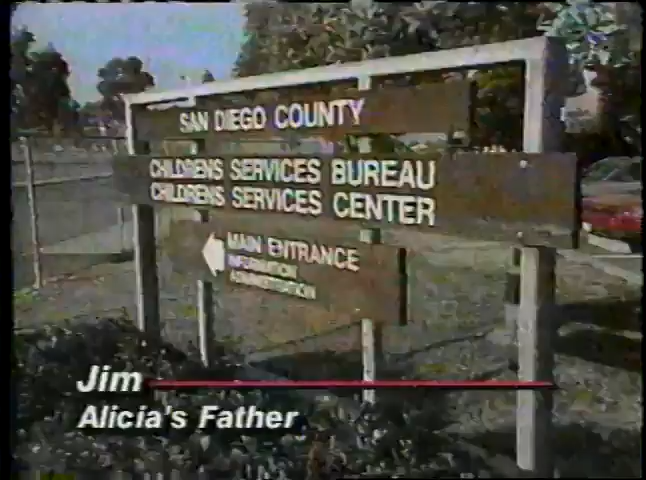 SAN DIEGO COUNTY
CHILDRENS SERVICES BUREAU
CHILDRENS SERVICES CENTER
MAIN ENTRANCE
INFORMATION
ADMINISTRATION
Jim
Alicia's Father